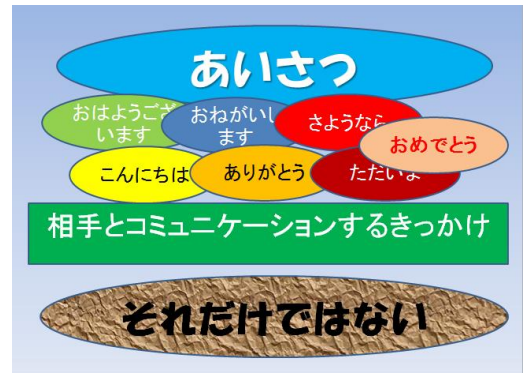 あいさつ
おはようござ
います
おねがいし
ます
さようなら
おめでとう
こんにちは
ありがとう
ただいま
相手とコミュニケーションするきっかけ
それだけではない